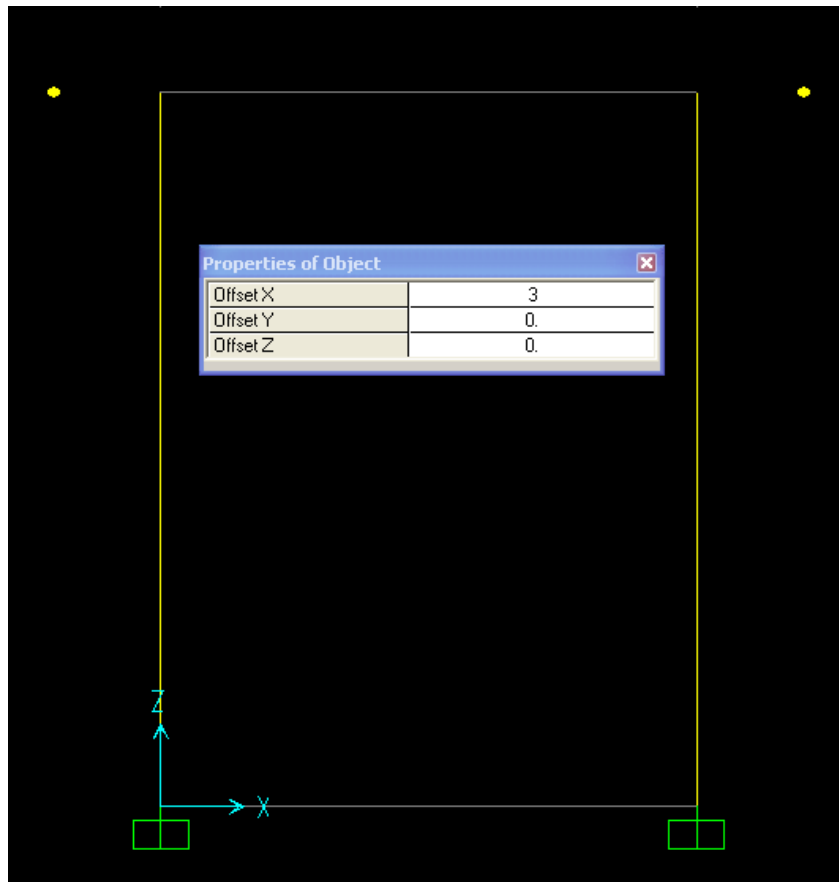 Properties of Object
Offset X 3
Offset Y 0.
Offset Z 0.
Z
X